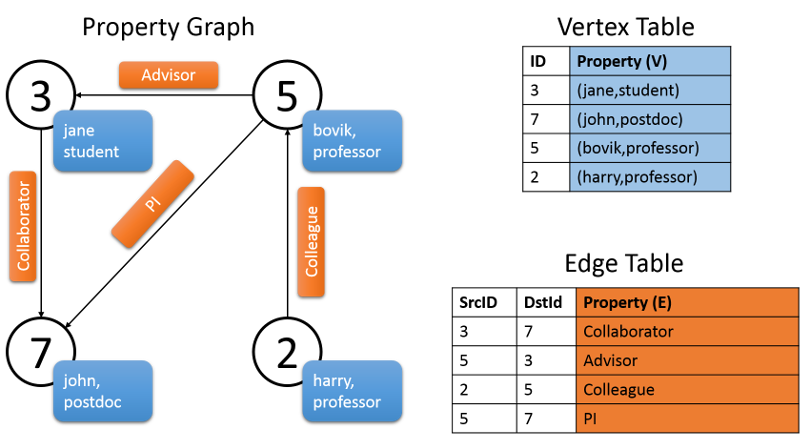 Property Graph
Advisor
3
5
jane
student
bovik,
professor
Collaborator
PI
Colleague
7
2
john,
postdoc
harry,
professor
Vertex Table
ID Property (V)
3 (jane,student)
7 (john,postdoc)
5 (bovik,professor)
2 (harry,professor)
Edge Table
SrcID DstId Property (E)
3 7 Collaborator
5 3 Advisor
2 5 Colleague
5 7 PI